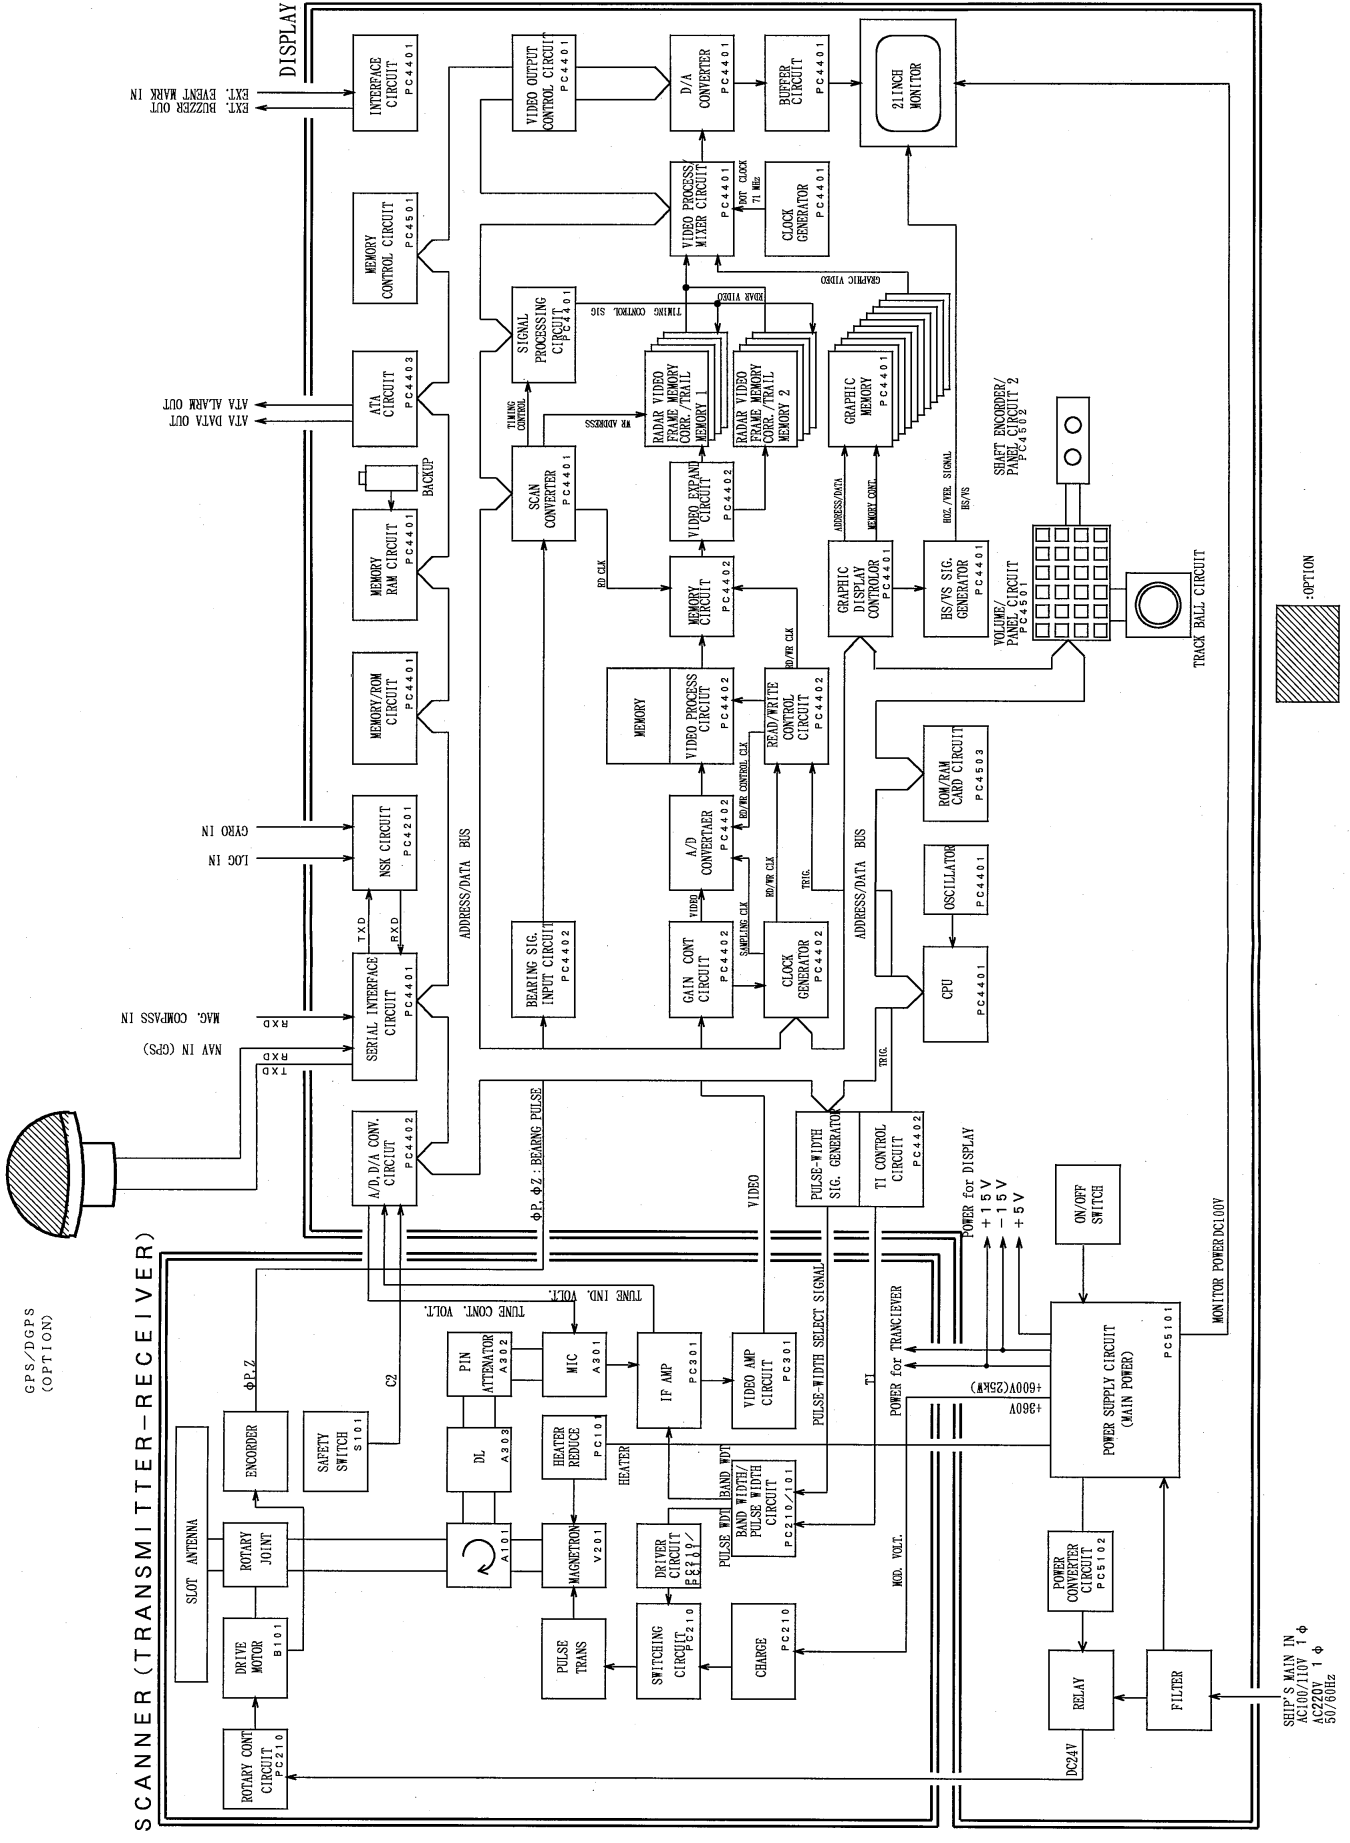 GPS/DGPS
(OPTION)
SCANNER(TRANSMITTER-RECEIVER)
SLOT ANTENNA
ROTARY CONT
CIRCUIT
PC210
DRIVE
MOTOR
B101
ROTARY
JOINT
ENCORDER
ΦP,Z
SAFETY
SWITCH
S101
C2
A101
DL
A303
PIN
ATTENATOR
A302
TUNE CONT. VOLT.
TUNE IND. VOLT.
PULSE
TRANS
MAGNETRON
V201
HEATER
REDUCE
PC101
HEATER
MIC
A301
SWITCHING
CIRCUIT
PC210
DRIVER
CIRCUIT
PC210/
PC101
IF AMP
PC301
CHARGE
PC210
PULSE WDT
BAND WDT
BAND WIDTH/
PULSE WIDTH
CIRCUIT
PC210/101
VIDEO AMP
CIRCUIT
PC301
PULSE-WIDTH SELECT SIGNAL
TI
MOD. VOLT.
DISPLAY
NAV IN (GPS)
MAG. COMPASS IN
TXD
RXD
RXD
LOG IN
GYRO IN
ATA DATA OUT
ATA ALARM OUT
EXT. BUZZER OUT
EXT. EVENT MARK IN
A/D,D/A CONV.
CIRCIUT
PC4402
SERIAL INTERFACE
CIRCUIT
PC4401
TXD
RXD
NSK CIRCUIT
PC4201
MEMORY/ROM
CIRCUIT
PC4401
MEMORY
RAM CIRCUIT
PC4401
BACKUP
ATA
CIRCUIT
PC4403
MEMORY
CONTROL CIRCUIT
PC4501
INTERFACE
CIRCUIT
PC4401
ADDRESS/DATA BUS
ΦP,ΦZ:BEARNG PULSE
BEARING SIG.
INPUT CIRCUIT
PC4402
SCAN
CONVERTER
PC4401
TIMING
CONTROL
SIGNAL
PROCESSING
CIRCUIT
PC4401
VIDEO OUTPUT
CONTROL CIRCUIT
PC4401
WR ADDRESS
TIMING CONTROL SIG
RD CLK
VIDEO
GAIN CONT
CIRCUIT
PC4402
VIDEO
A/D
CONVERTAER
PC4402
MEMORY
VIDEO PROCESS
CIRCIUT
PC4402
MEMORY
CIRCUIT
PC4402
VIDEO EXPAND
CIRCUIT
PC4402
RADAR VIDEO
FRAME MEMORY
CORR./TRAIL
MEMORY 1
RADAR VIDEO
FRAME MEMORY
CORR./TRAIL
MEMORY 2
RDAR VIDEO
VIDEO PROCESS/
MIXER CIRCUIT
PC4401
D/A
CONVERTER
PC4401
BUFFER
CIRCUIT
PC4401
21INCH
MONITOR
DOT CLOCK
71 MHz
CLOCK
GENERATOR
PC4401
GRAPHIC VIDEO
SAMPLING CLK
RD/WR CONTROL CLK
CLOCK
GENERATOR
PC4402
RD/WR CLK
TRIG.
READ/WRITE
CONTROL
CIRCUIT
PC4402
RD/WR CLK
PULSE-WIDTH
SIG. GENERATOR
TI CONTROL
CIRCUIT
PC4402
TRIG.
ADDRESS/DATA BUS
GRAPHIC
DISPLAY
CONTROLOR
PC4401
ADDRESS/DATA
MEMORY CONT.
GRAPHIC
MEMORY
PC4401
HS/VS SIG.
GENERATOR
PC4401
HOZ./VER. SIGNAL
HS/VS
CPU
PC4401
OSCILLATOR
PC4401
ROM/RAM
CARD CIRCUIT
PC4503
VOLUME/
PANEL CIRCUIT
PC4501
SHAFT ENCORDER/
PANEL CIRCUIT 2
PC4502
TRACK BALL CIRCUIT
POWER for TRANCIEVER
POWER for DISPLAY
+15V
-15V
+5V
+600V(25kW)
+360V
ON/OFF
SWITCH
POWER SUPPLY CIRCUIT
(MAIN POWER)
PC5101
MONITOR POWER DC100V
POWER
CONVERTER
CIRCUIT
PC5102
RELAY
DC24V
FILTER
SHIP'S MAIN IN
AC100/110V 1Φ
AC220V 1Φ
50/60Hz
:OPTION